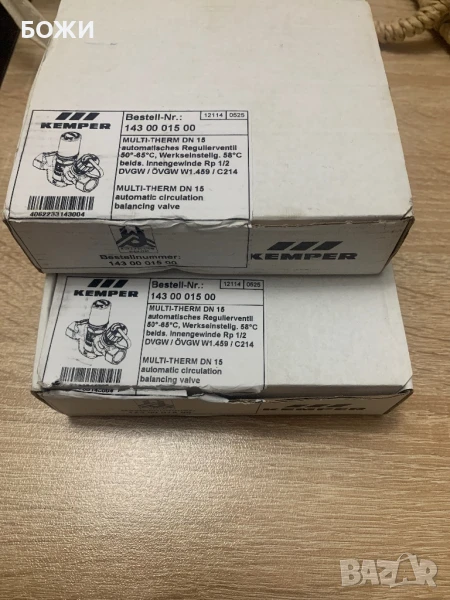 БОЖИ
KEMPER
Bestell-Nr.:
12114 0525
143 00 015 00
MULTI-THERM DN 15
automatisches Regulierventil
50°-65°C, Werkseinstellg. 58°C
beids. Innengewinde Rp 1/2
DVGW / ÖVGW W1.459 / C214
MULTI-THERM DN 15
automatic circulation
balancing valve
4062233143004
Bestellnummer:
143 00 015 00
KEMPER
KEMPER
Bestell-Nr.:
12114 0525
143 00 015 00
MULTI-THERM DN 15
automatisches Regulierventil
50°-65°C, Werkseinstellg. 58°C
beids. Innengewinde Rp 1/2
DVGW / ÖVGW W1.459 / C214
MULTI-THERM DN 15
automatic circulation
balancing valve
BAZAR